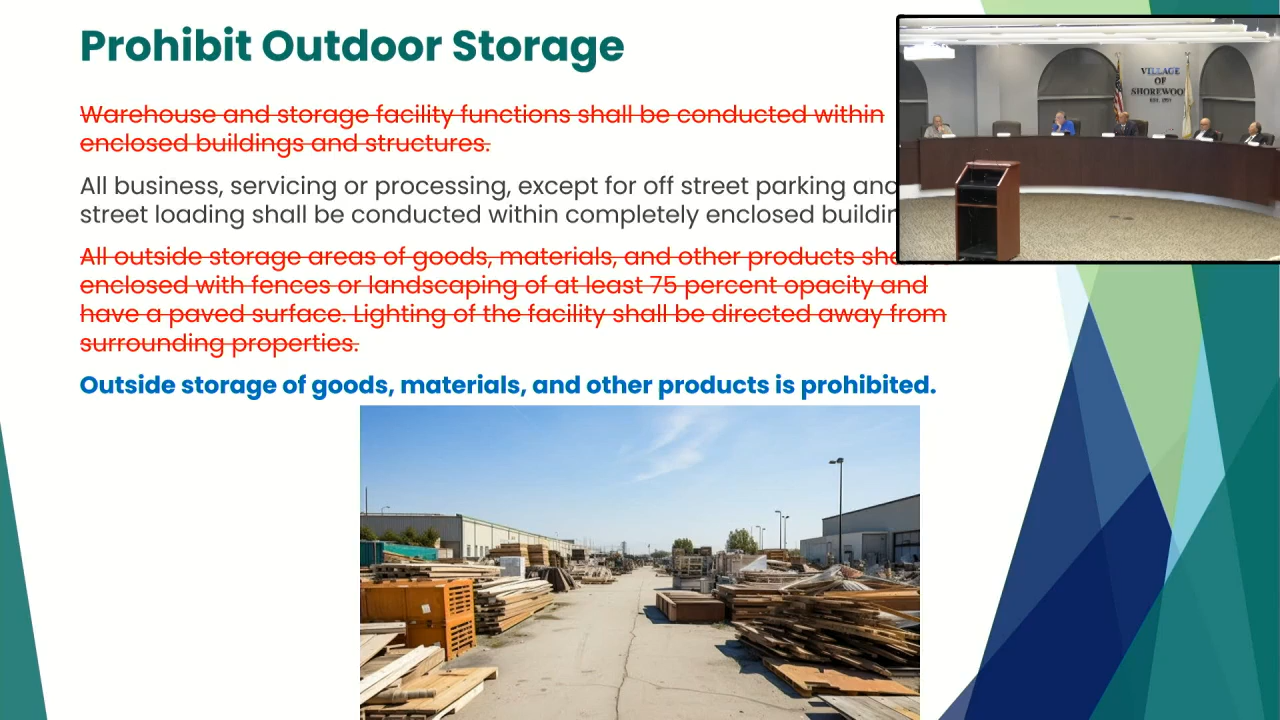 Prohibit Outdoor Storage
Warehouse and storage facility functions shall be conducted within
enclosed buildings and structures.
All business, servicing or processing, except for off street parking and
street loading shall be conducted within completely enclosed
All outside storage areas of goods, materials, and other products
enclosed with fences or landscaping of at least 75 percent opacity and
have a paved surface. Lighting of the facility shall be directed away from
surrounding properties.
Outside storage of goods, materials, and other products is prohibited.
VILLAGE
OF
SHOREWOO